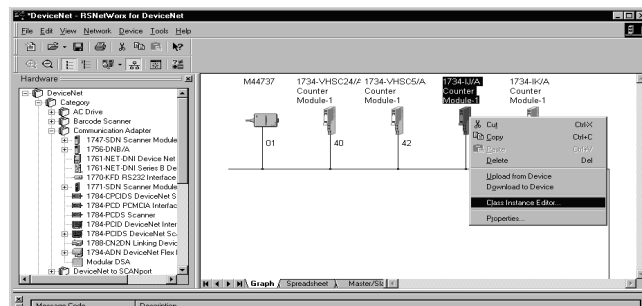 *DeviceNet - RSNetWorx for DeviceNet
File Edit View Network Device Tools Help
Hardware
DeviceNet
Category
AC Drive
Barcode Scanner
Communication Adapter
1747-SDN Scanner Module
1756-DNB/A
1761-NET-DNI Device Net
1761-NET-DNI Series B De
1770-KFD RS232 Interface
1771-SDN Scanner Module
1784-CPCIDS DeviceNet S
1784-PCD PCMCIA Interfac
1784-PCDS Scanner
1784-PCID DeviceNet Inter
1784-PCIDS DeviceNet Sc
1788-CN2DN Linking Devic
1794-ADN DeviceNet Flex I
Modular DSA
DeviceNet to SCANport
M44737
1734-VHSC24/A
Counter
Module-1
1734-VHSC5/A
Counter
Module-1
1734-IJ/A
Counter
Module-1
1734-IK/A
Counter
Module-1
01
40
42
Cut Ctrl+X
Copy Ctrl+C
Paste Ctrl+V
Delete Del
Upload from Device
Download to Device
Class Instance Editor...
Properties...
Graph Spreadsheet Master/Sla
Message Code Description